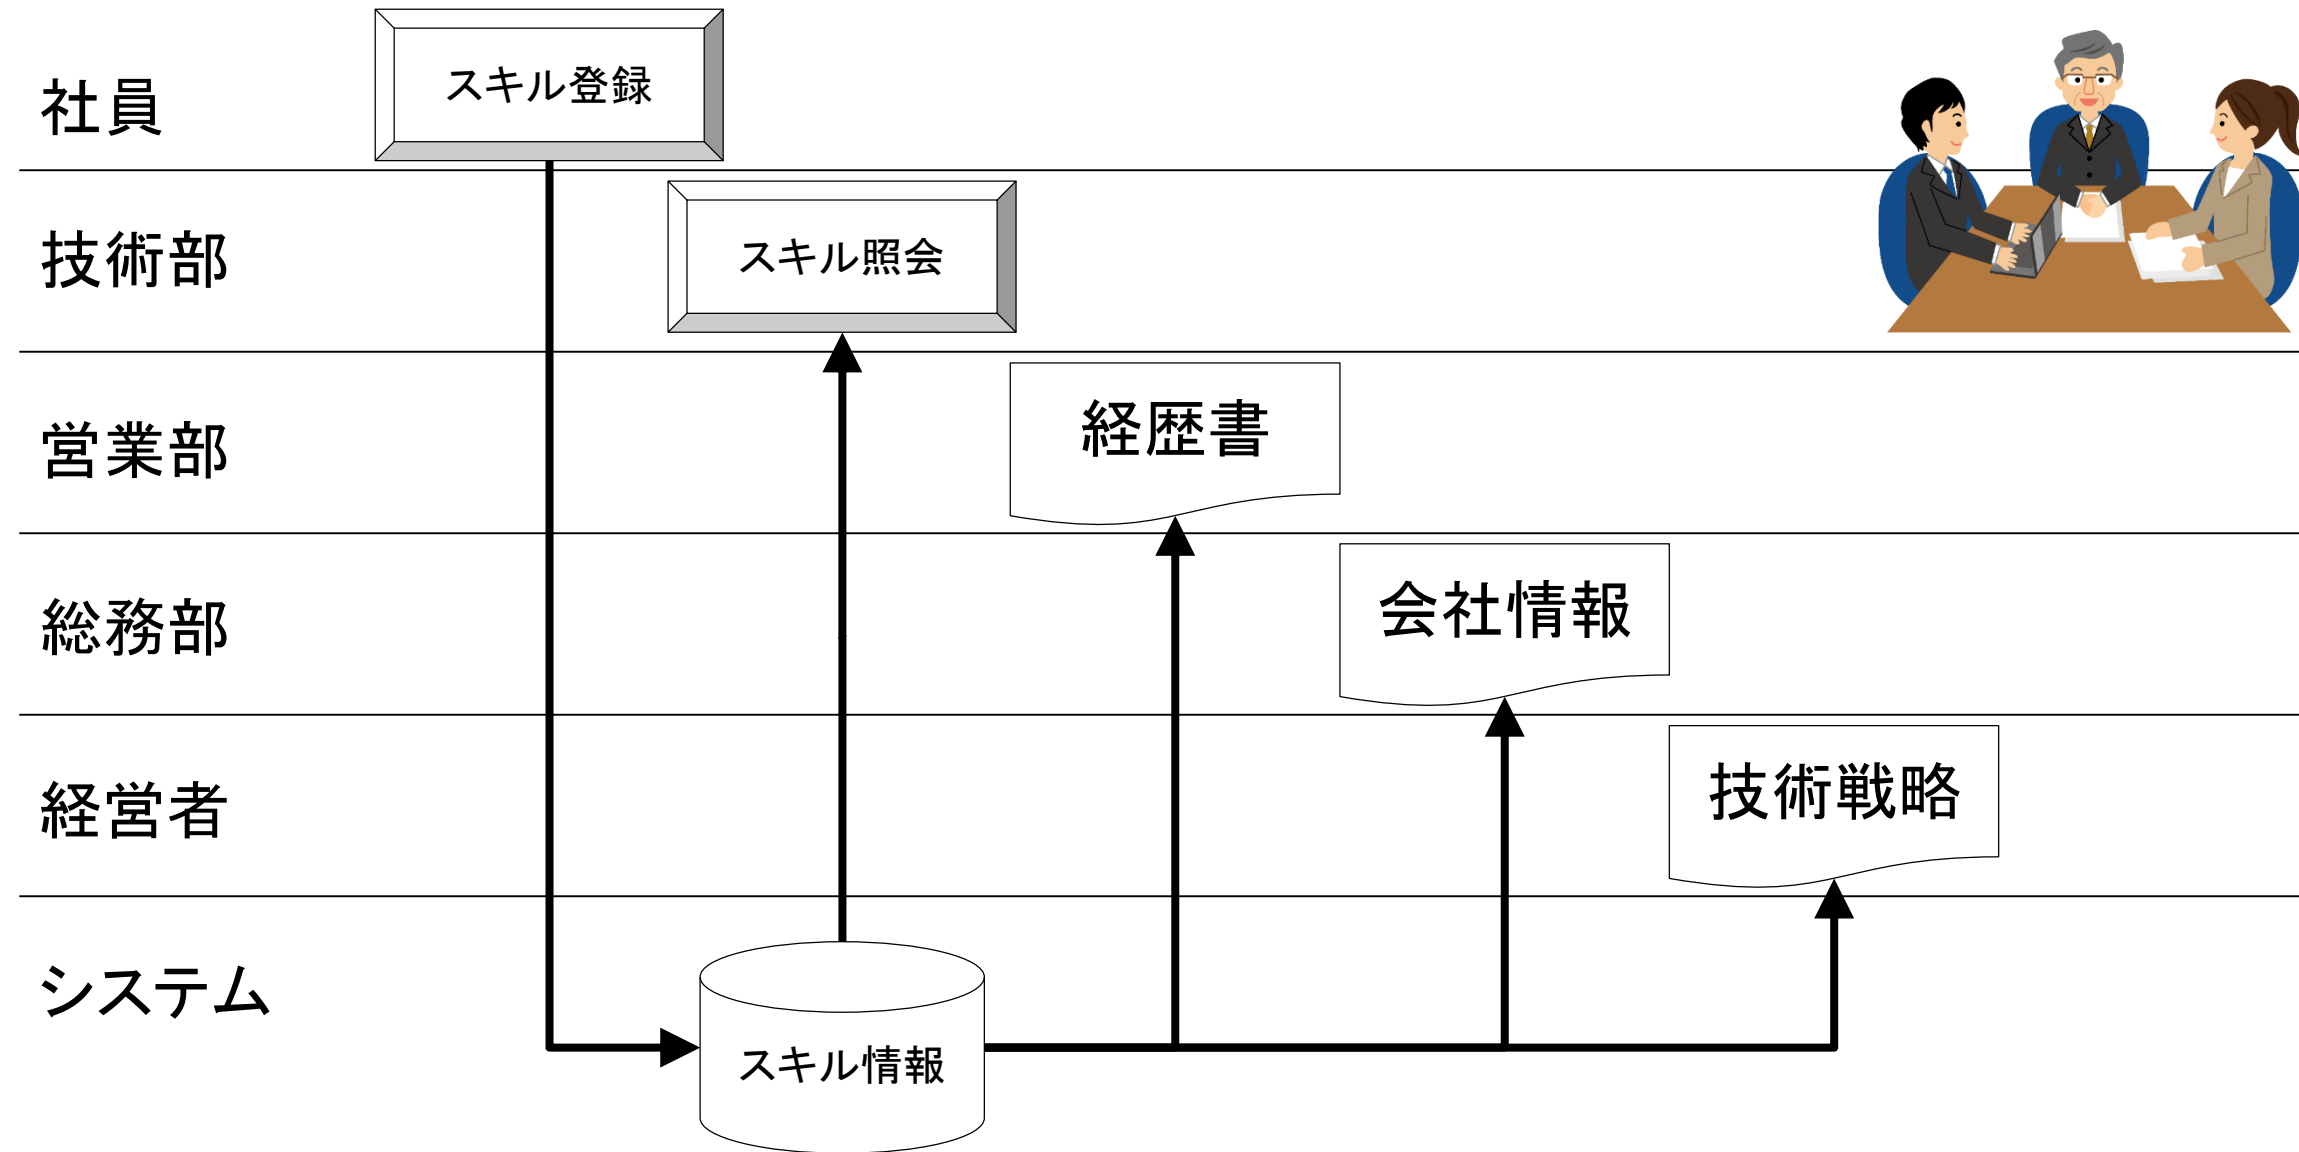 スキル登録
社員
スキル照会
技術部
経歴書
営業部
会社情報
総務部
技術戦略
経営者
システム
スキル情報